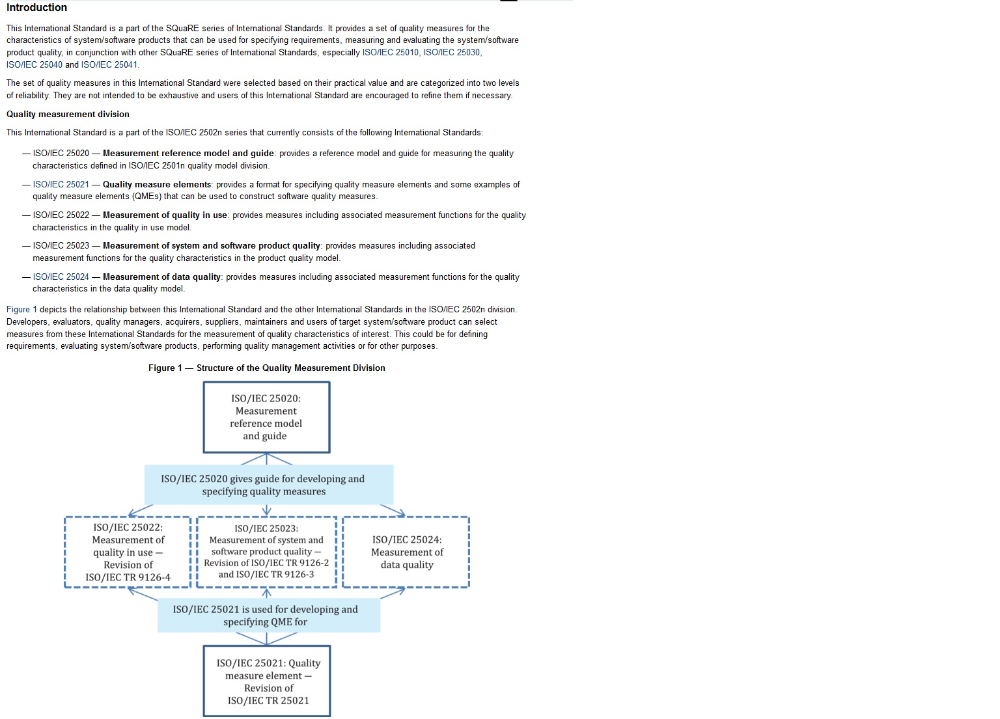 Introduction
This International Standard is a part of the SQuaRE series of International Standards. It provides a set of quality measures for the
characteristics of system/software products that can be used for specifying requirements, measuring and evaluating the system/software
product quality, in conjunction with other SQuaRE series of International Standards, especially ISO/IEC 25010, ISO/IEC 25030,
ISO/IEC 25040 and ISO/IEC 25041.
The set of quality measures in this International Standard were selected based on their practical value and are categorized into two levels
of reliability. They are not intended to be exhaustive and users of this International Standard are encouraged to refine them if necessary.
Quality measurement division
This International Standard is a part of the ISO/IEC 2502n series that currently consists of the following International Standards:
— ISO/IEC 25020 — Measurement reference model and guide: provides a reference model and guide for measuring the quality
characteristics defined in ISO/IEC 2501n quality model division.
— ISO/IEC 25021 — Quality measure elements: provides a format for specifying quality measure elements and some examples of
quality measure elements (QMEs) that can be used to construct software quality measures.
— ISO/IEC 25022 — Measurement of quality in use: provides measures including associated measurement functions for the quality
characteristics in the quality in use model.
— ISO/IEC 25023 — Measurement of system and software product quality: provides measures including associated
measurement functions for the quality characteristics in the product quality model.
— ISO/IEC 25024 — Measurement of data quality: provides measures including associated measurement functions for the quality
characteristics in the data quality model.
Figure 1 depicts the relationship between this International Standard and the other International Standards in the ISO/IEC 2502n division.
Developers, evaluators, quality managers, acquirers, suppliers, maintainers and users of target system/software product can select
measures from these International Standards for the measurement of quality characteristics of interest. This could be for defining
requirements, evaluating system/software products, performing quality management activities or for other purposes.
Figure 1 — Structure of the Quality Measurement Division
ISO/IEC 25020:
Measurement
reference model
and guide
ISO/IEC 25020 gives guide for developing and
specifying quality measures
ISO/IEC 25022:
Measurement of
quality in use —
Revision of
ISO/IEC TR 9126-4
ISO/IEC 25023:
Measurement of system and
software product quality —
Revision of ISO/IEC TR 9126-2
and ISO/IEC TR 9126-3
ISO/IEC 25024:
Measurement of
data quality
ISO/IEC 25021 is used for developing and
specifying QME for
ISO/IEC 25021: Quality
measure element —
Revision of
ISO/IEC TR 25021